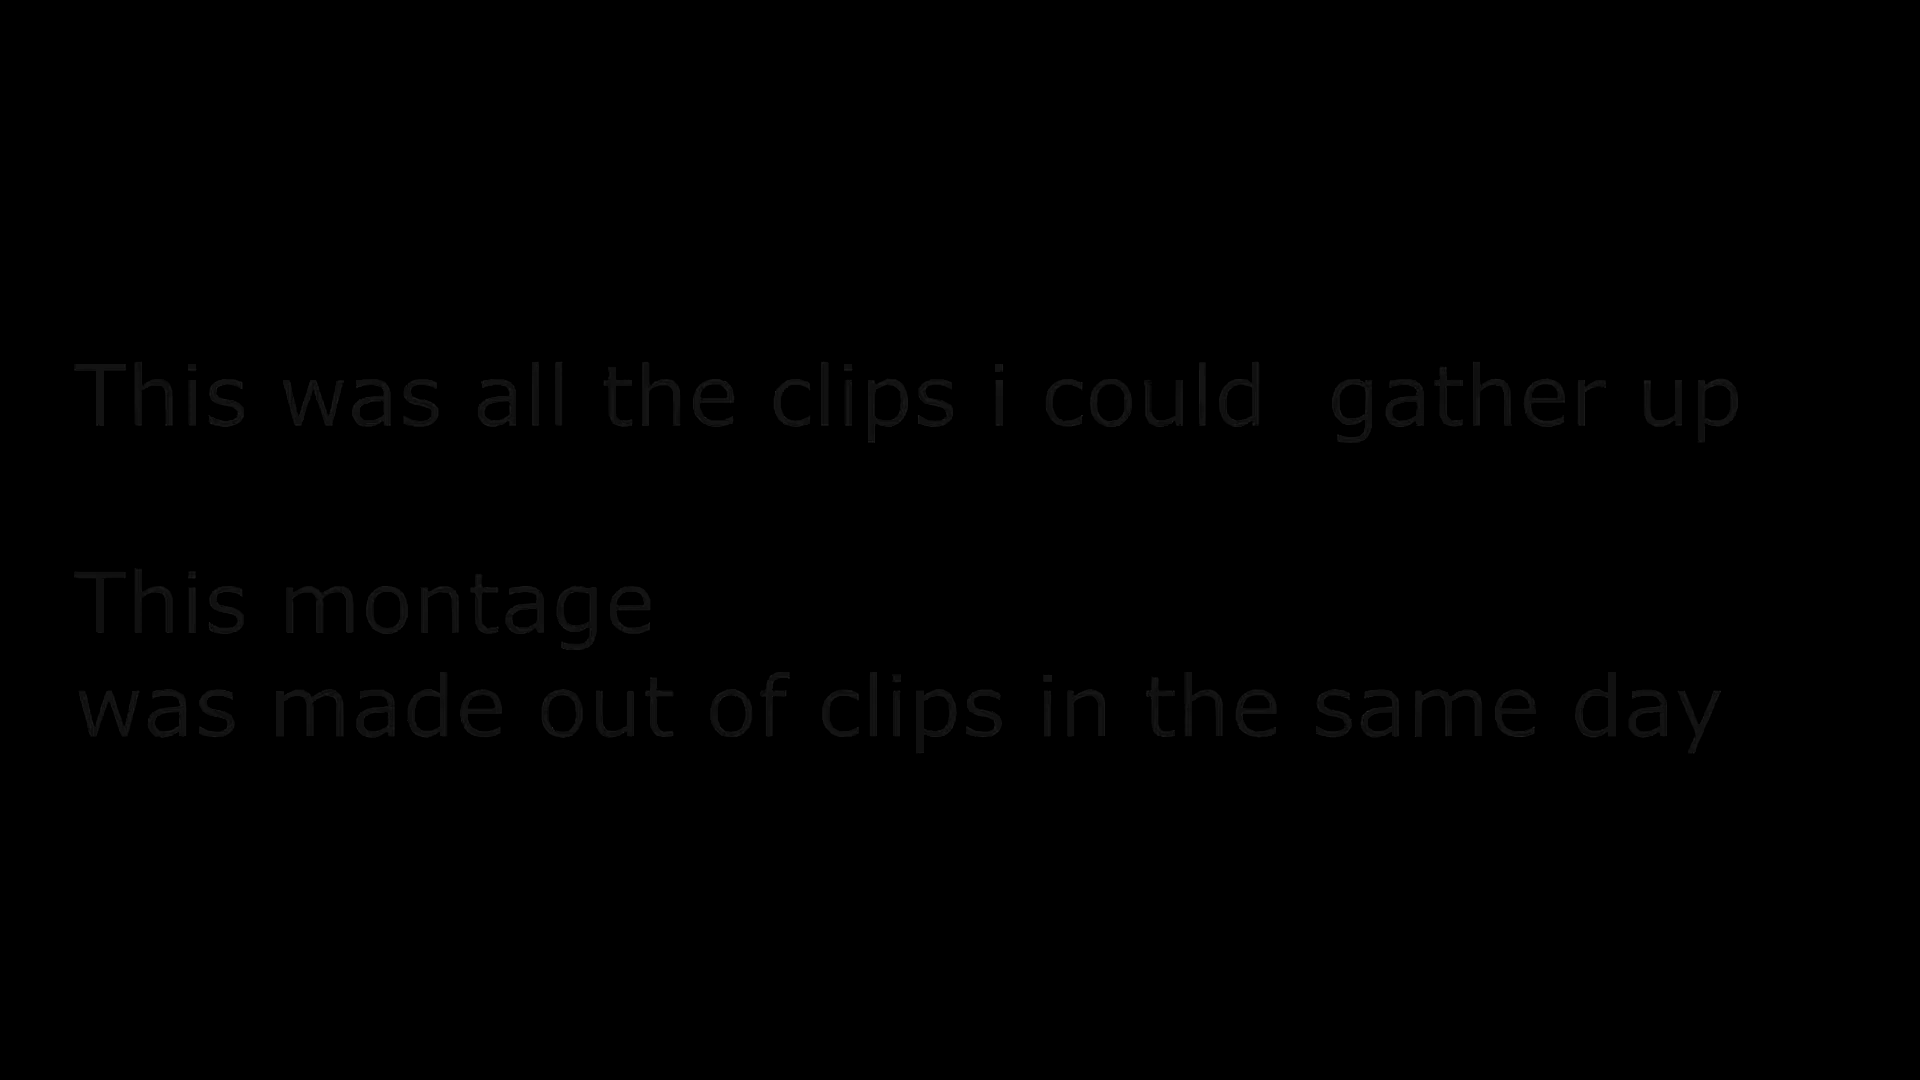 This was all the clips i could  gather up
This montage
was made out of clips in the same day